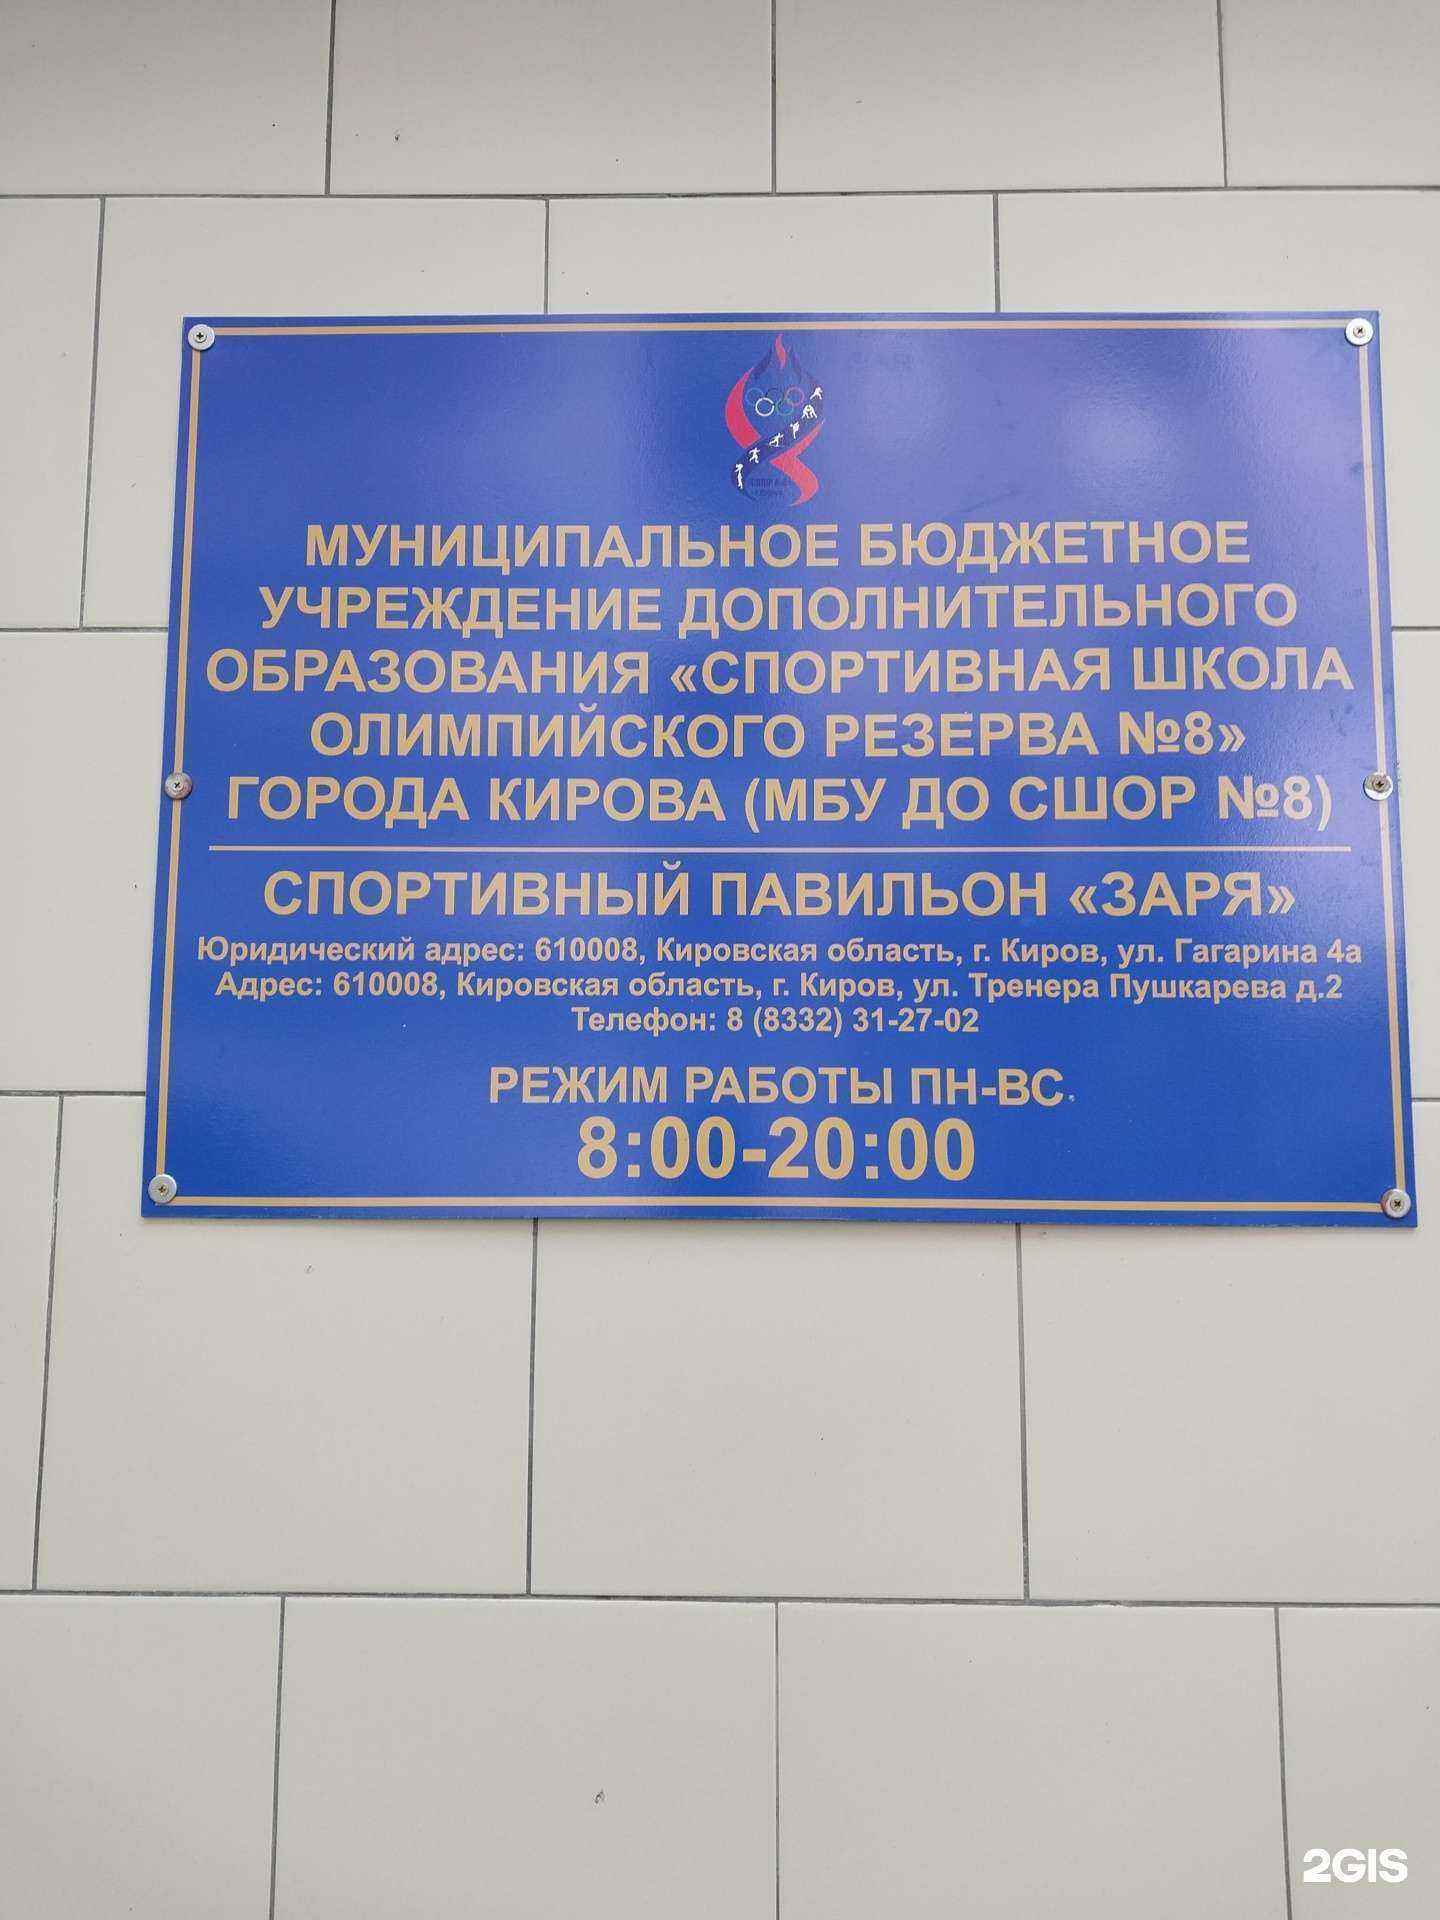 МУНИЦИПАЛЬНОЕ БЮДЖЕТНОЕ
УЧРЕЖДЕНИЕ ДОПОЛНИТЕЛЬНОГО
ОБРАЗОВАНИЯ «СПОРТИВНАЯ ШКОЛА
ОЛИМПИЙСКОГО РЕЗЕРВА №8»
ГОРОДА КИРОВА (МБУ ДО СШОР №8)
СПОРТИВНЫЙ ПАВИЛЬОН «ЗАРЯ»
Юридический адрес: 610008, Кировская область, г. Киров, ул. Гагарина 4а
Адрес: 610008, Кировская область, г. Киров, ул. Тренера Пушкарева д.2
Телефон: 8 (8332) 31-27-02
РЕЖИМ РАБОТЫ ПН-ВС
8:00-20:00
2GIS